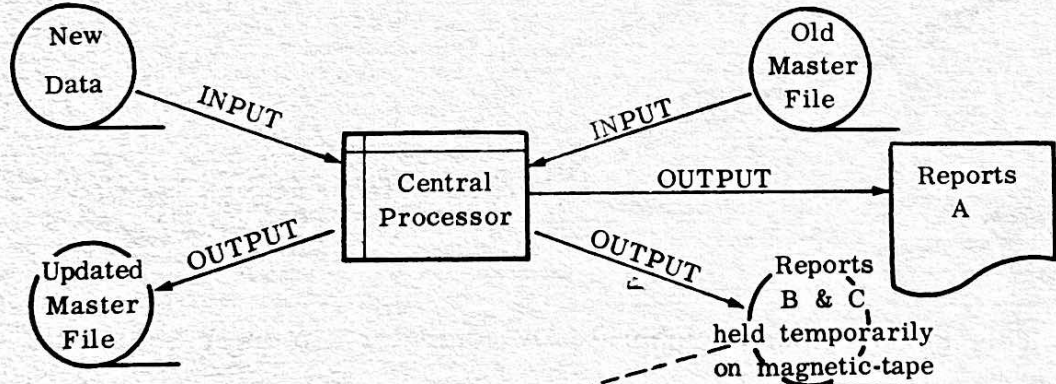 New
Data
INPUT
Old
Master
File
INPUT
Central
Processor
OUTPUT
Reports
A
OUTPUT
Updated
Master
File
OUTPUT
Reports
B & C
held temporarily
on magnetic-tape